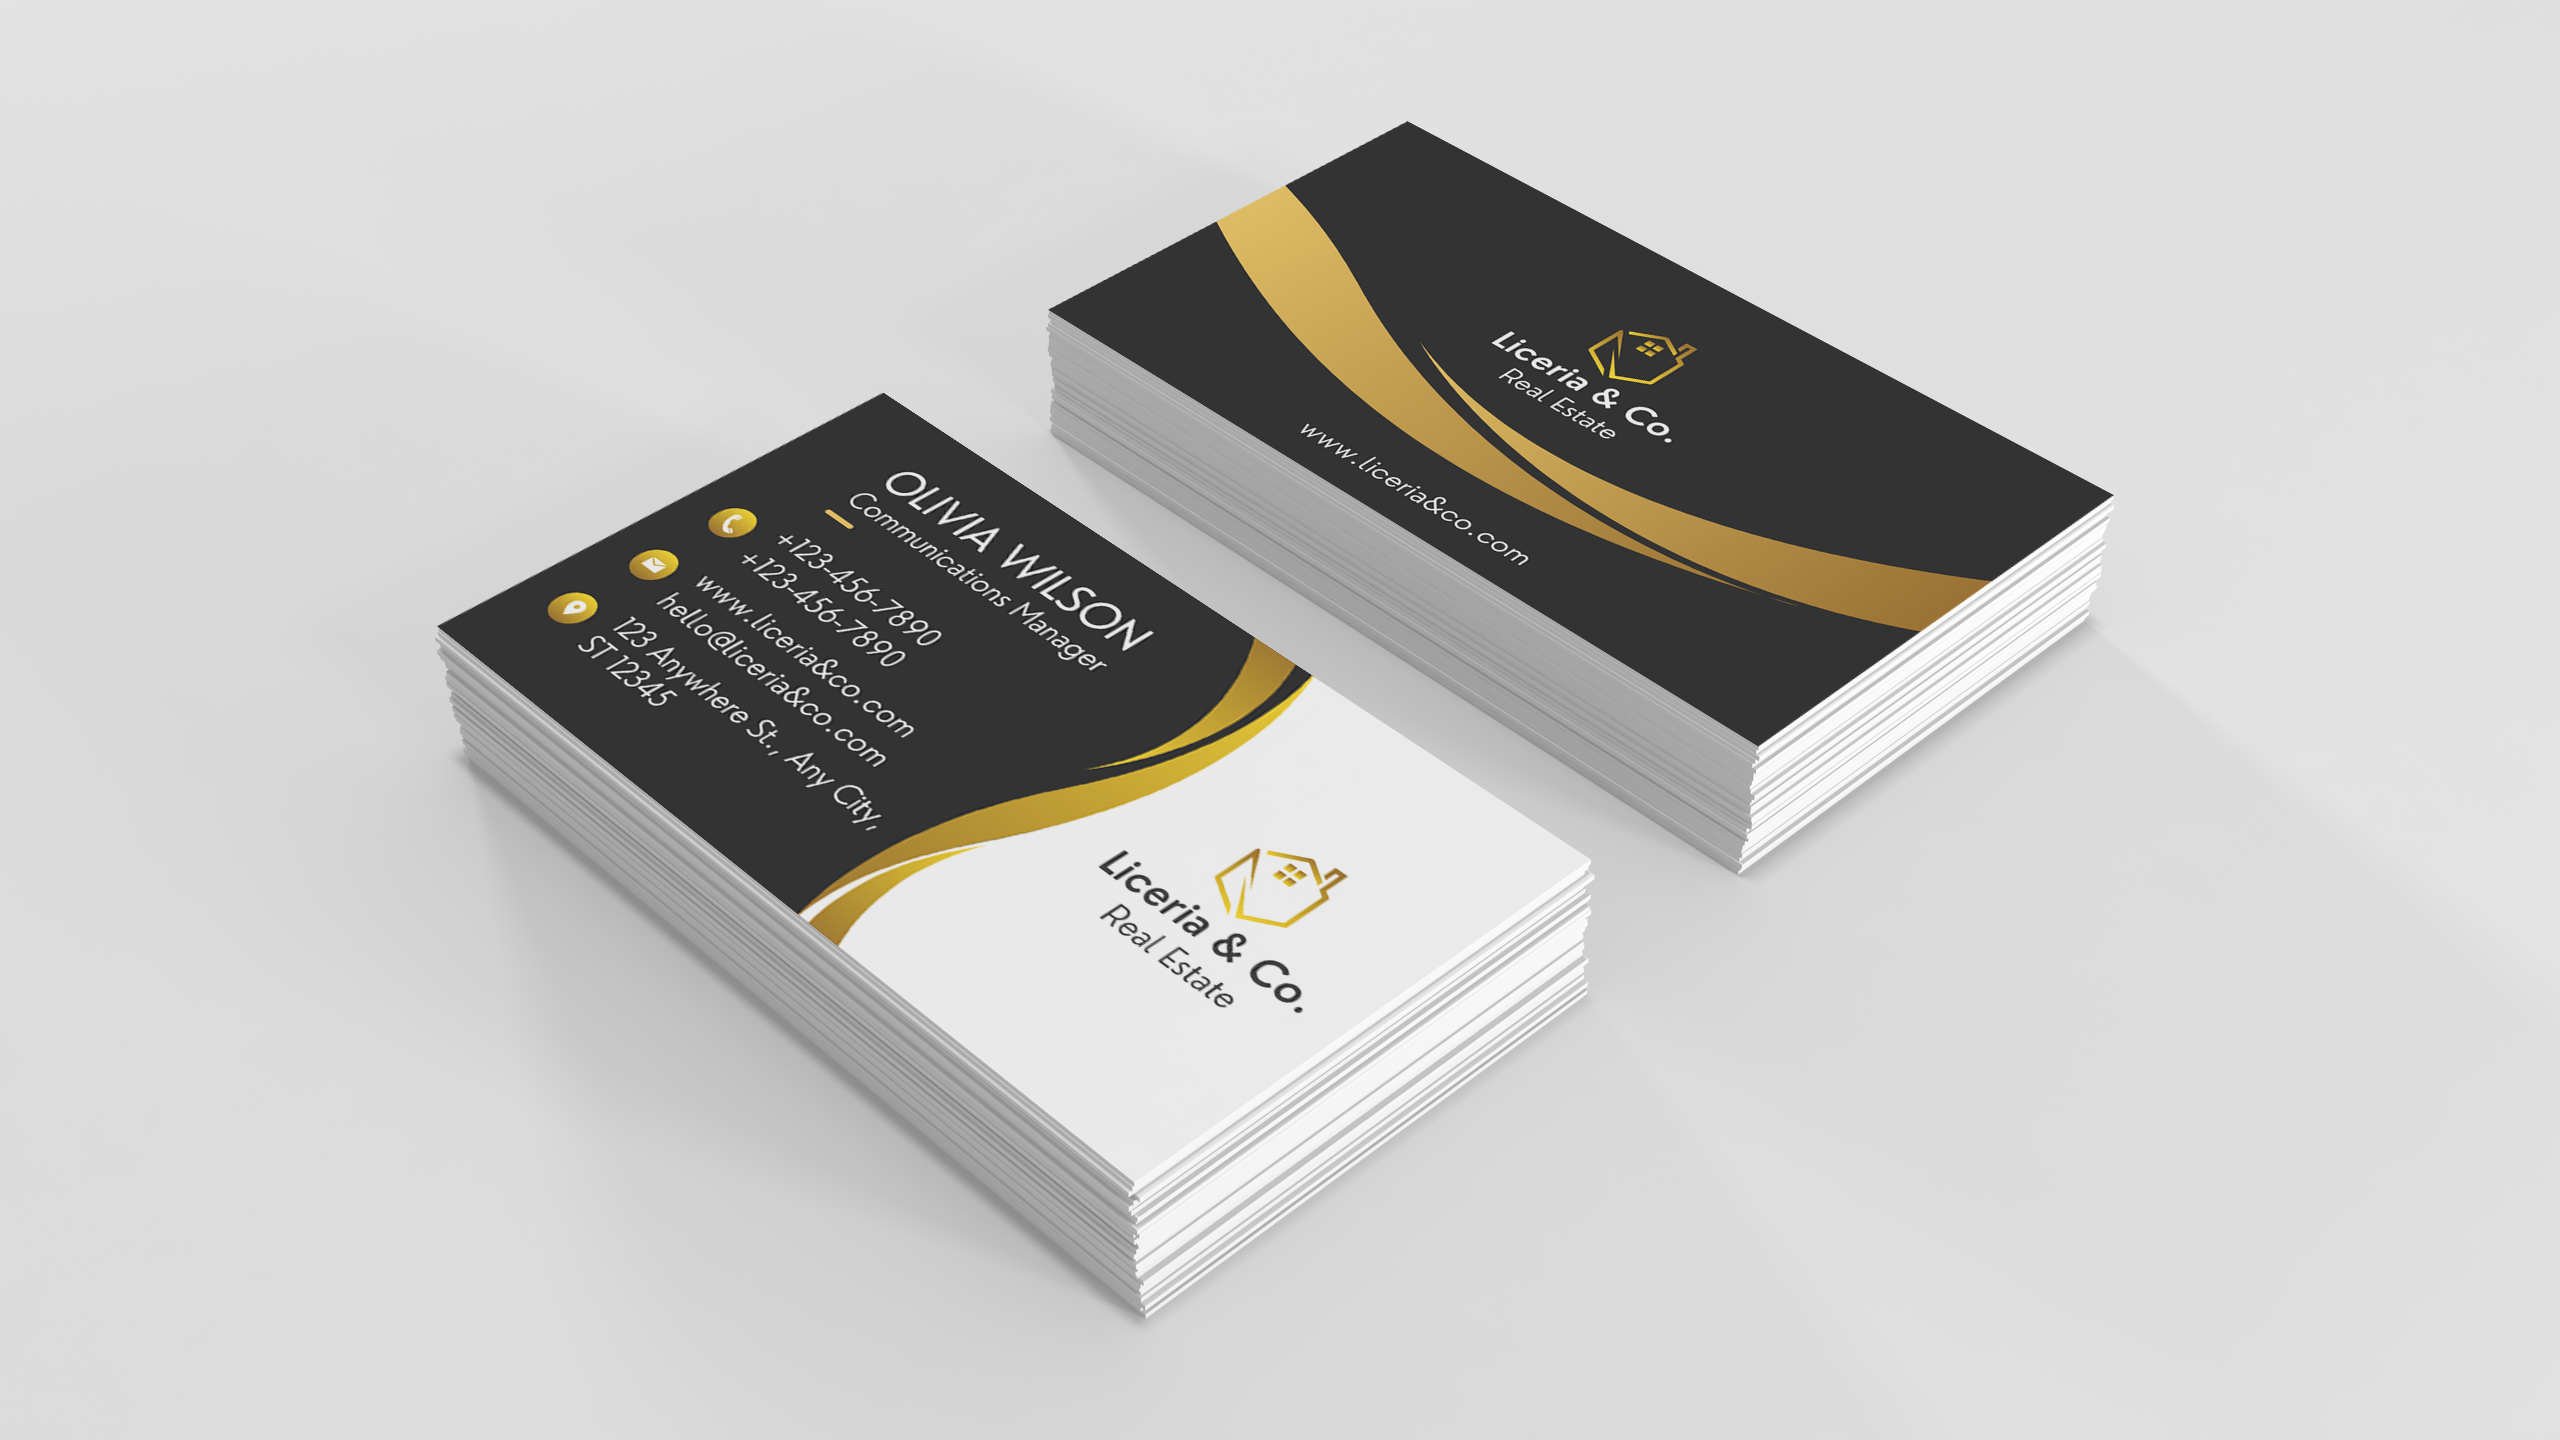 OLIVIA WILSON
Communications Manager
+123-456-7890
+123-456-7890
www.liceria&co.com
hello@liceria&co.com
123 Anywhere St., Any City,
ST 12345
Liceria & Co.
Real Estate
Liceria & Co.
Real Estate
www.liceria&co.com